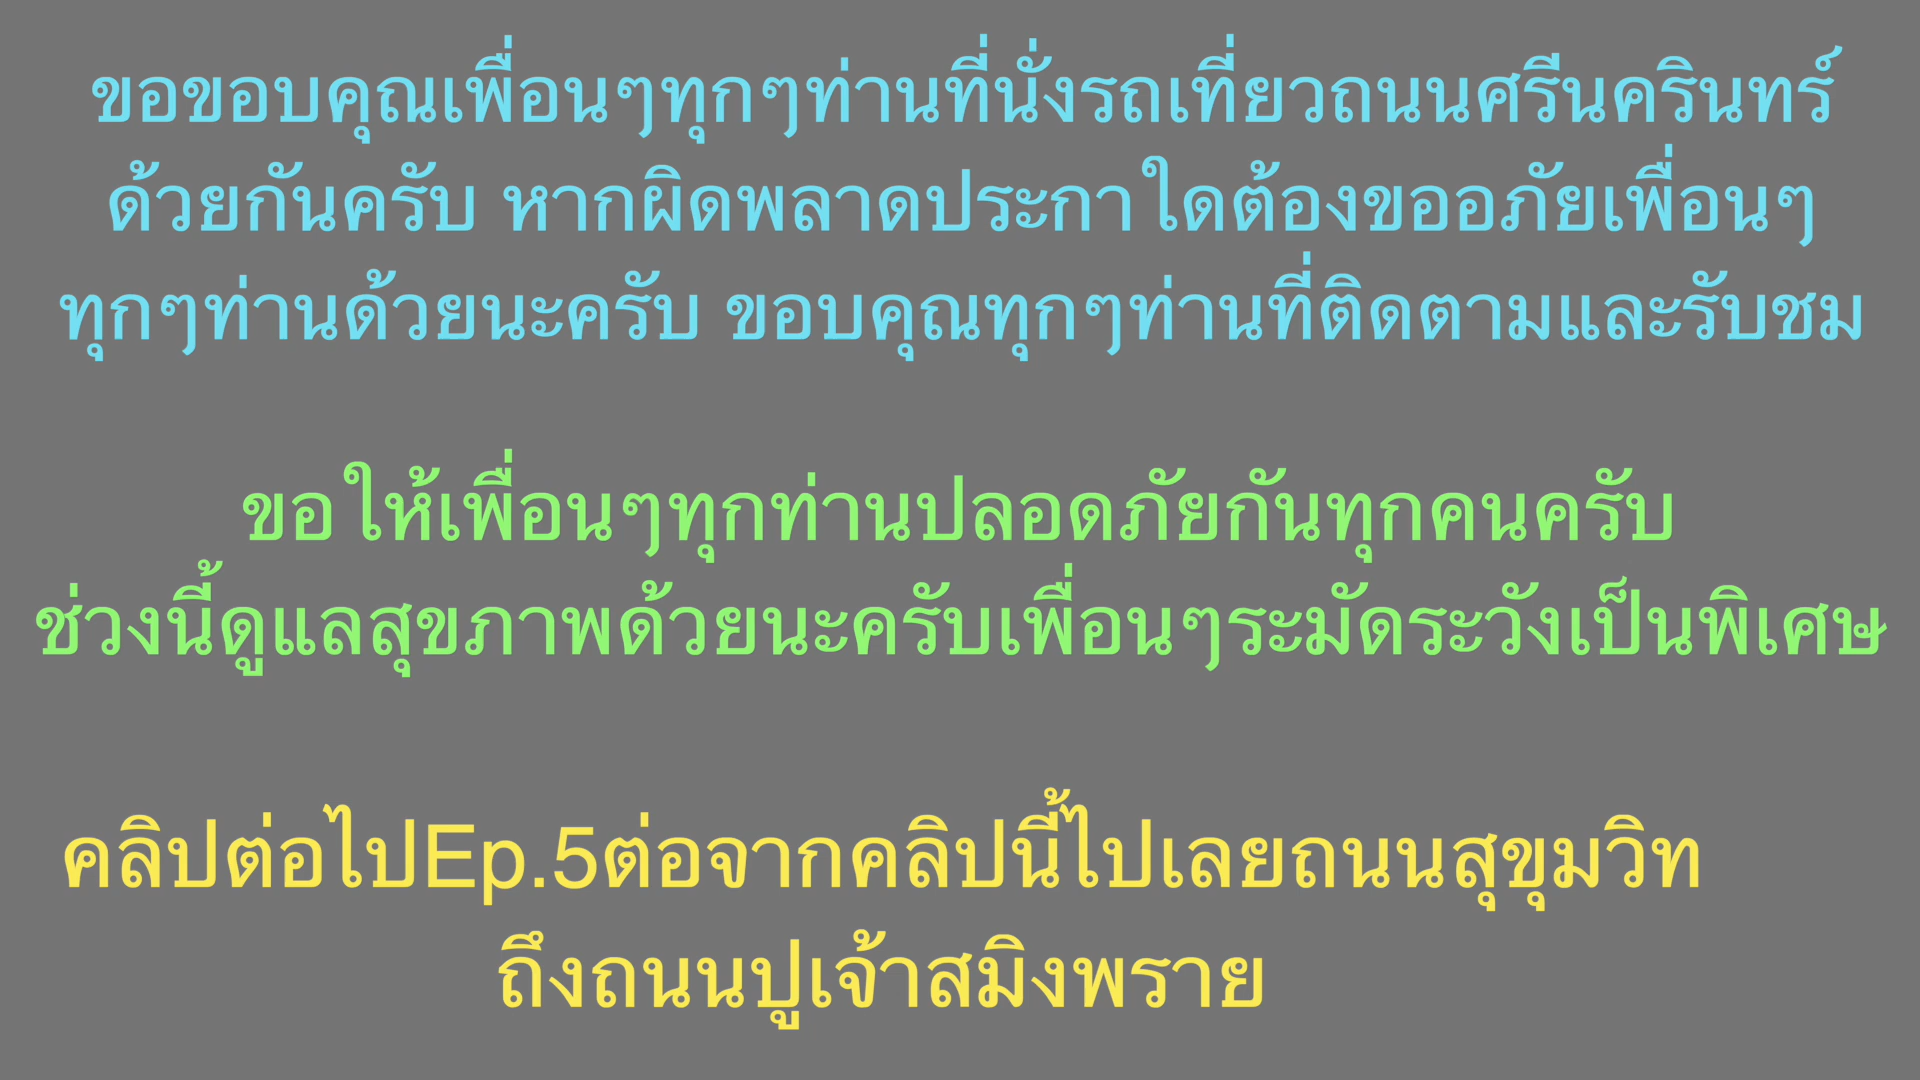 ขอขอบคุณเพื่อนๆทุกๆท่านที่นั่งรถเที่ยวถนนศรีนครินทร์
ด้วยกันครับ หากผิดพลาดประกาใดต้องขออภัยเพื่อนๆ
ทุกๆท่านด้วยนะครับ ขอบคุณทุกๆท่านที่ติดตามและรับชม
ขอให้เพื่อนๆทุกท่านปลอดภัยกันทุกคนครับ
ช่วงนี้ดูแลสุขภาพด้วยนะครับเพื่อนๆระมัดระวังเป็นพิเศษ
คลิปต่อไปEp.5ต่อจากคลิปนี้ไปเลยถนนสุขุมวิท
ถึงถนนปูเจ้าสมิงพราย